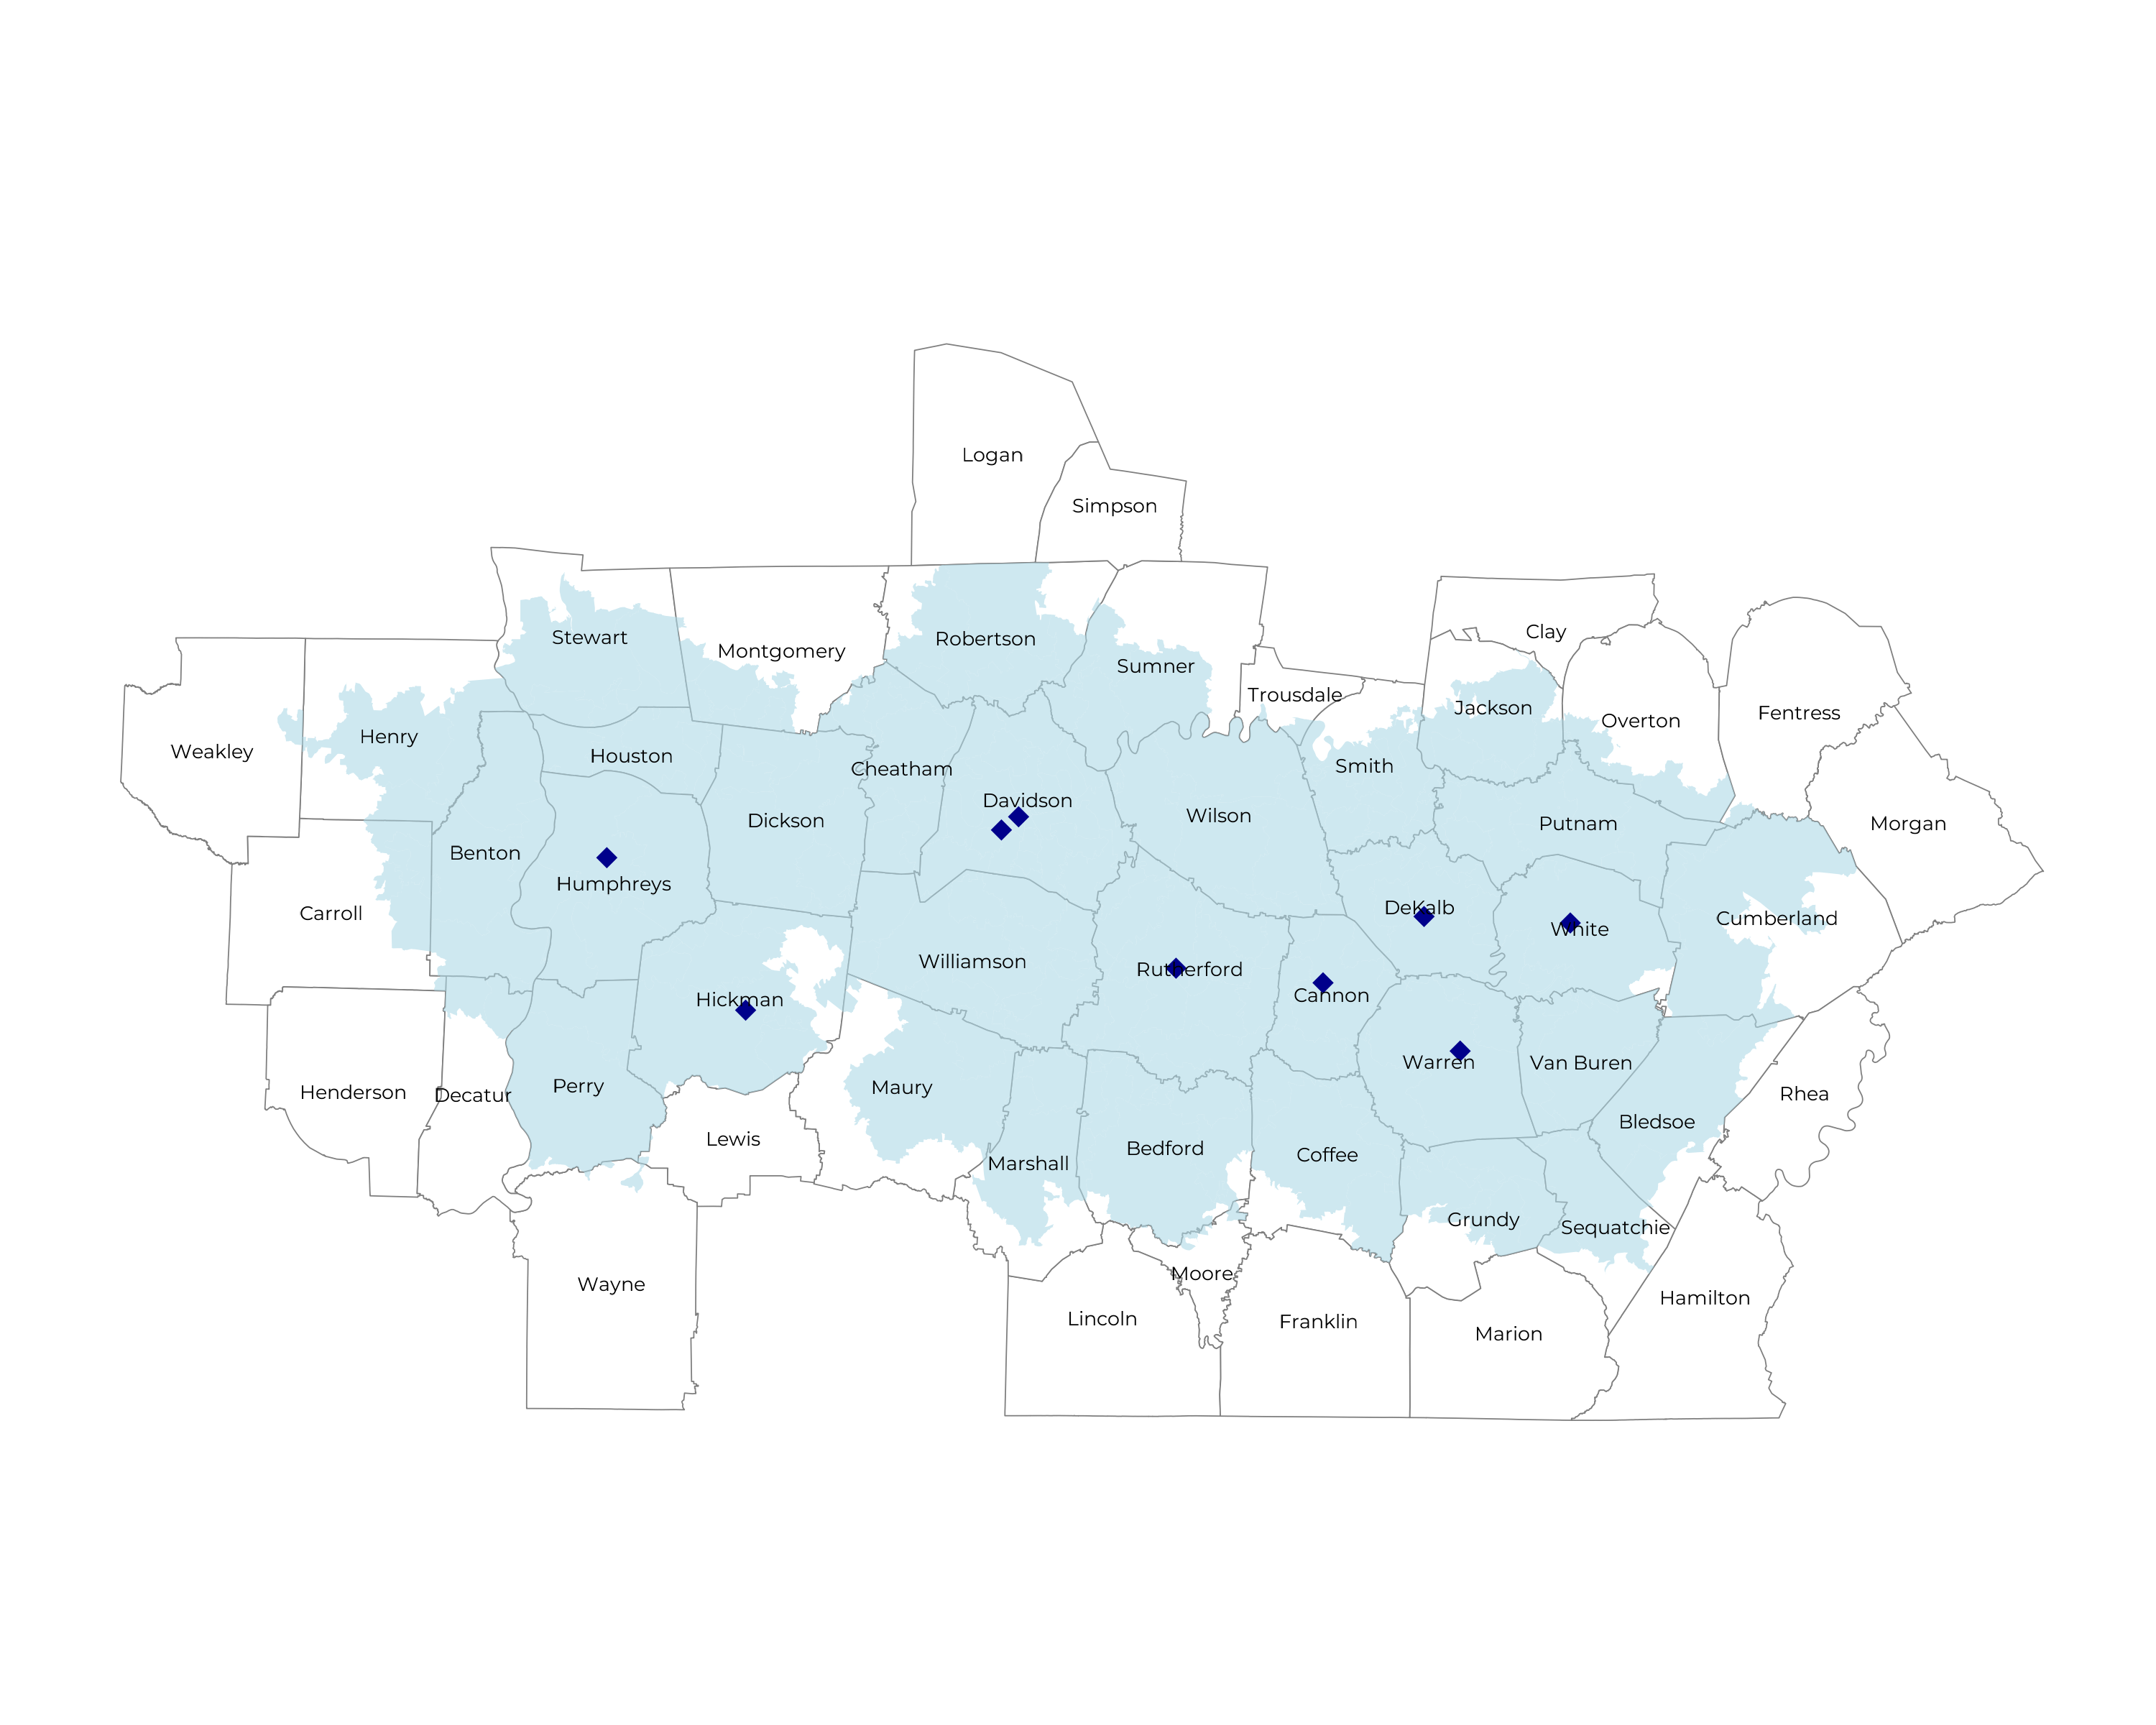 Logan
Simpson
Stewart
Montgomery
Robertson
Sumner
Clay
Trousdale
Jackson
Overton
Fentress
Weakley
Henry
Houston
Cheatham
Smith
Davidson
Dickson
Wilson
Putnam
Morgan
Benton
Humphreys
Carroll
DeKalb
White
Cumberland
Williamson
Rutherford
Cannon
Hickman
Henderson
Decatur
Perry
Maury
Warren
Van Buren
Rhea
Lewis
Marshall
Bedford
Coffee
Bledsoe
Grundy
Sequatchie
Wayne
Moore
Lincoln
Franklin
Marion
Hamilton